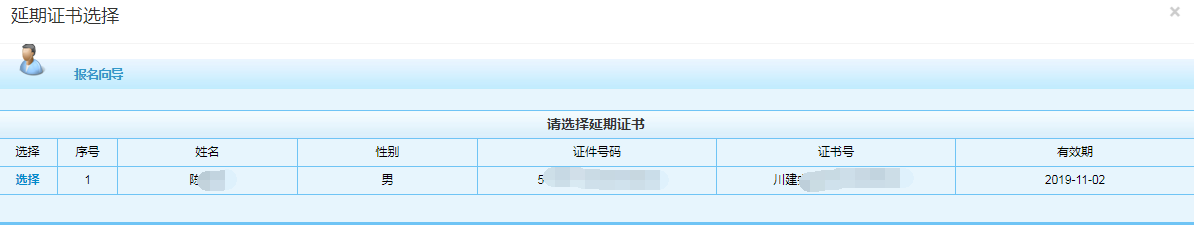 延期证书选择
×
报名向导
请选择延期证书
选择 序号 姓名 性别 证件号码 证书号 有效期
选择 1 陈 男 5 川建 2019-11-02